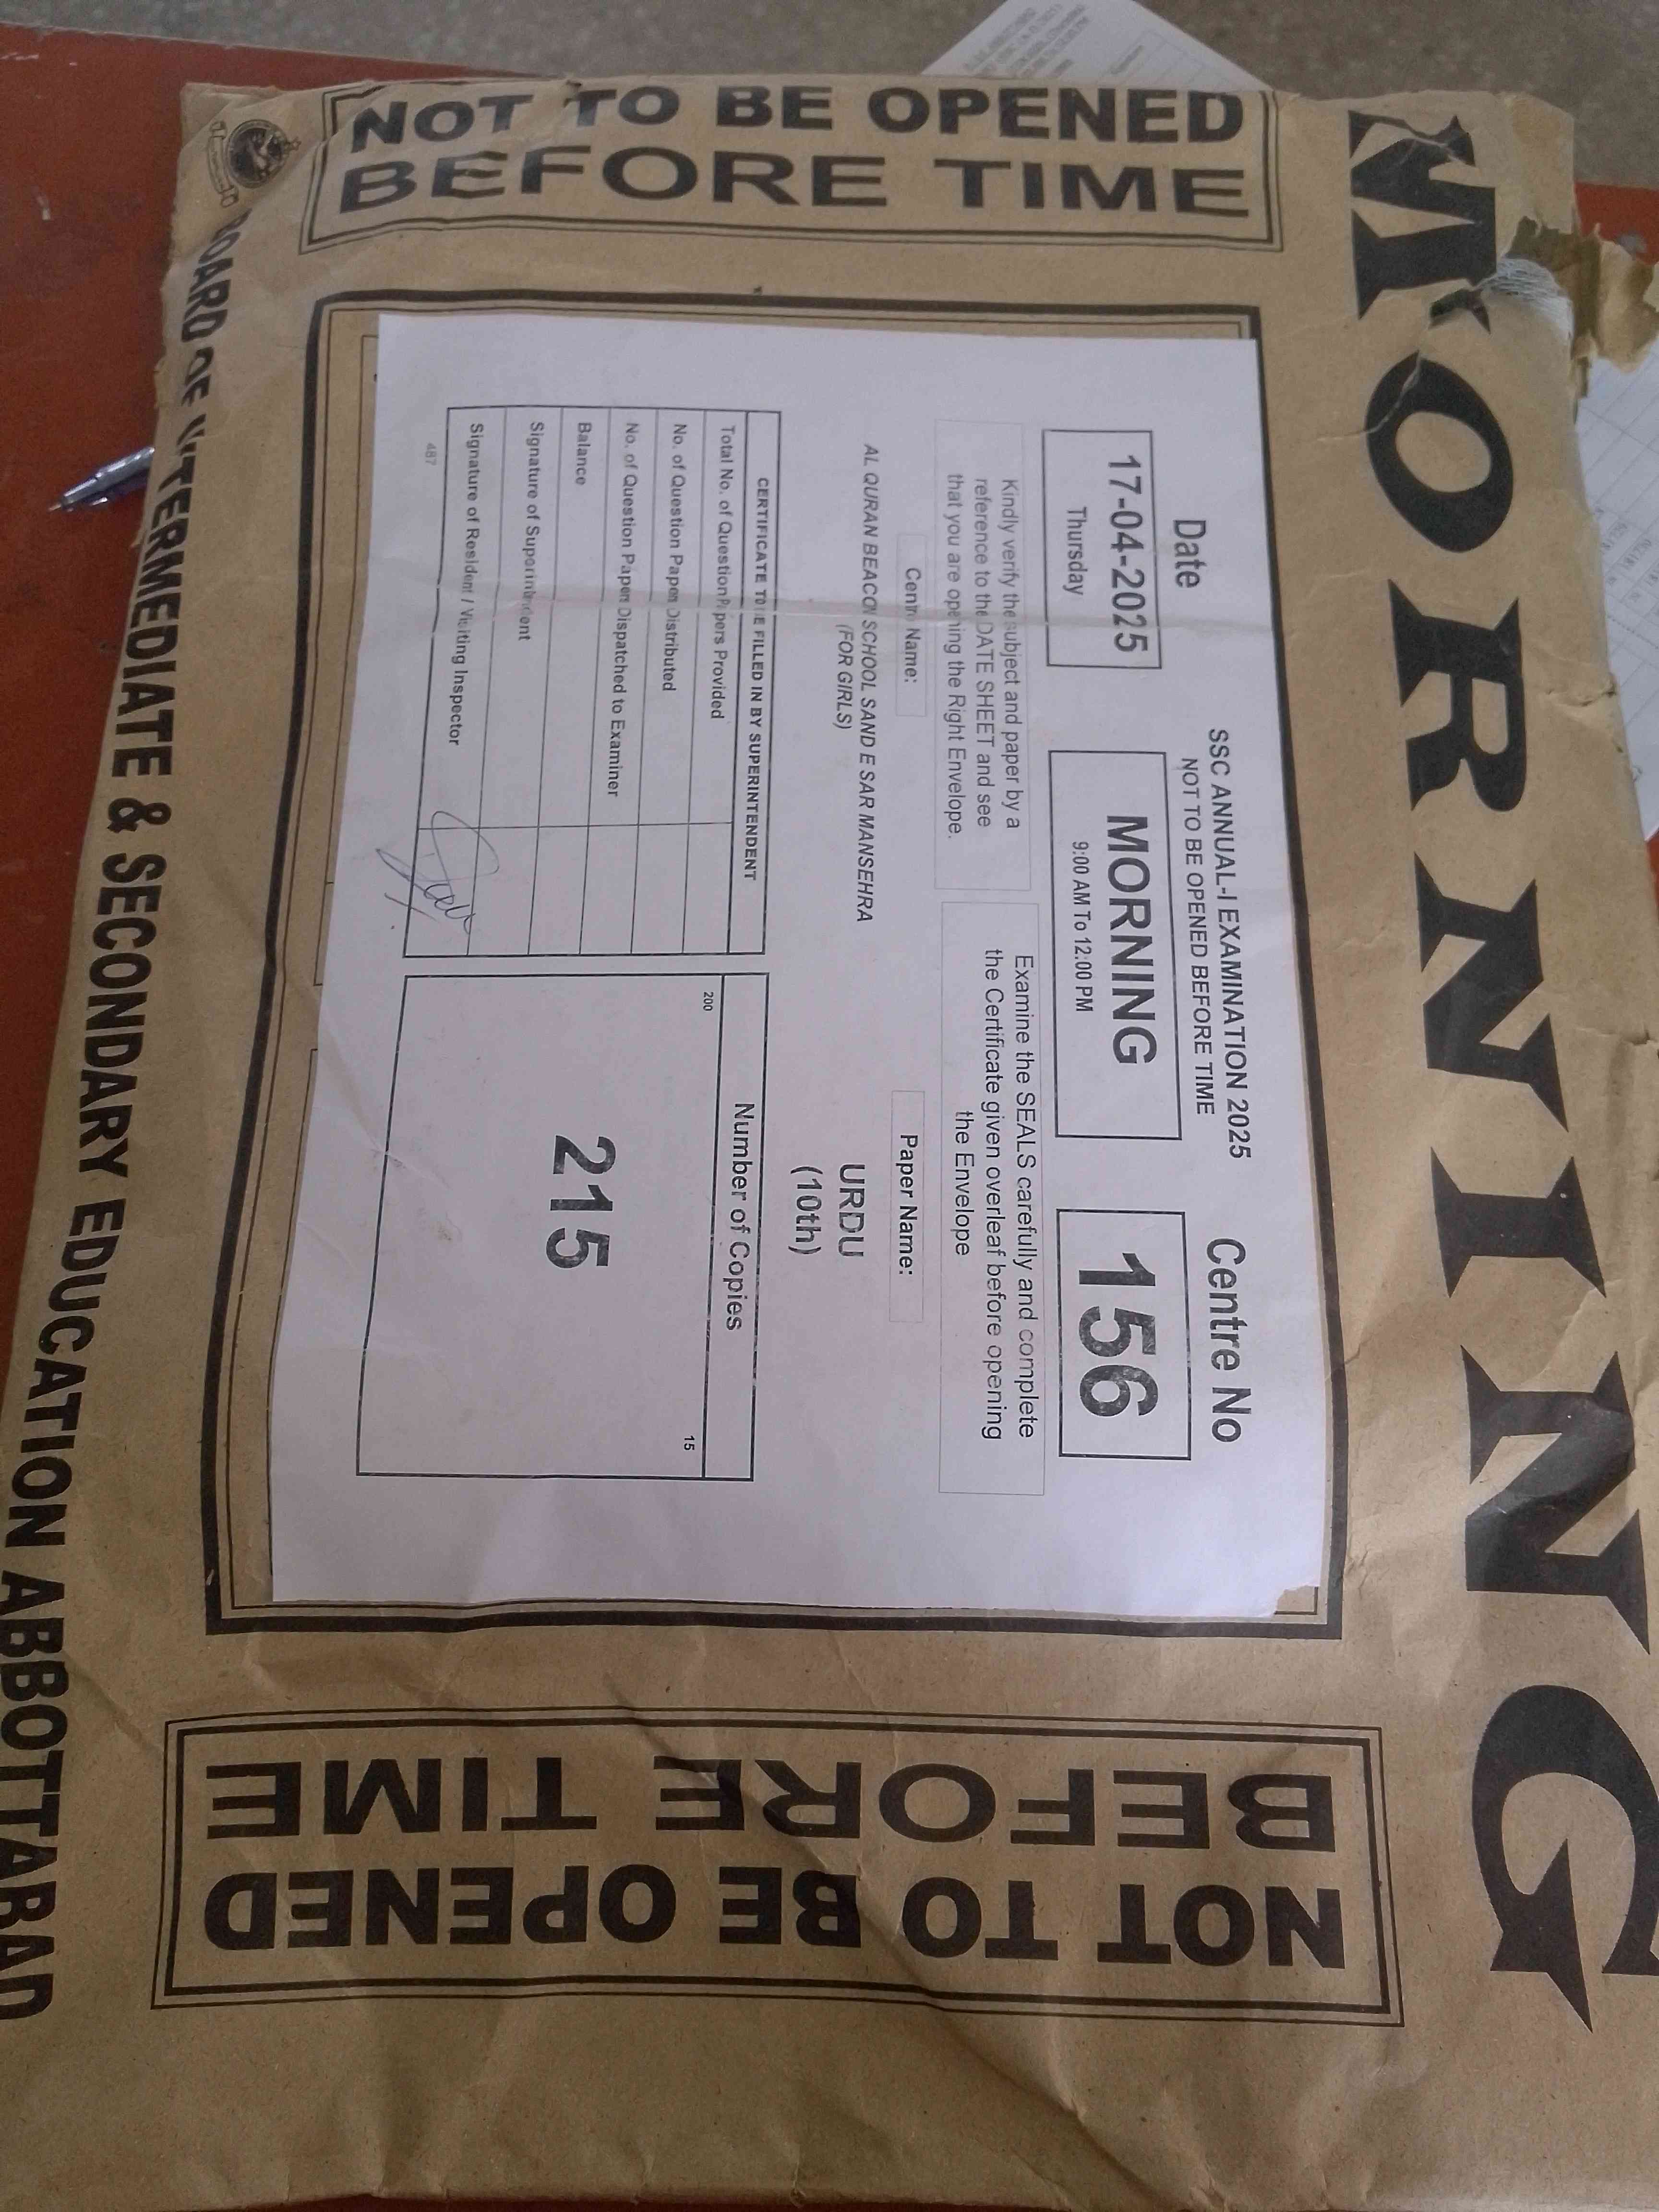 MORNING
NOT TO BE OPENED
BEFORE TIME
SSC ANNUAL-I EXAMINATION 2025
NOT TO BE OPENED BEFORE TIME
Date
17-04-2025
Thursday
MORNING
9:00 AM To 12:00 PM
Centre No
156
Kindly verify the subject and paper by a
reference to the DATE SHEET and see
that you are opening the Right Envelope.
Examine the SEALS carefully and complete
the Certificate given overleaf before opening
the Envelope
Centre Name:
AL QURAN BEACON SCHOOL SAND E SAR MANSEHRA
(FOR GIRLS)
Paper Name:
URDU
(10th)
CERTIFICATE TO BE FILLED IN BY SUPERINTENDENT
Total No. of Question Papers Provided
No. of Question Papers Distributed
No. of Question Papers Dispatched to Examiner
Balance
Signature of Superintendent
Signature of Resident / Visiting Inspector
487
Number of Copies
200
15
215
NOT TO BE OPENED
BEFORE TIME
BOARD OF INTERMEDIATE & SECONDARY EDUCATION ABBOTTABAD